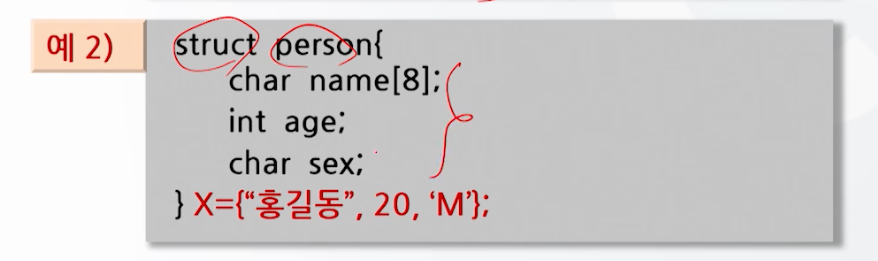 예 2)
struct person{
char name[8];
int age;
char sex;
} X={“홍길동”, 20, ‘M’};